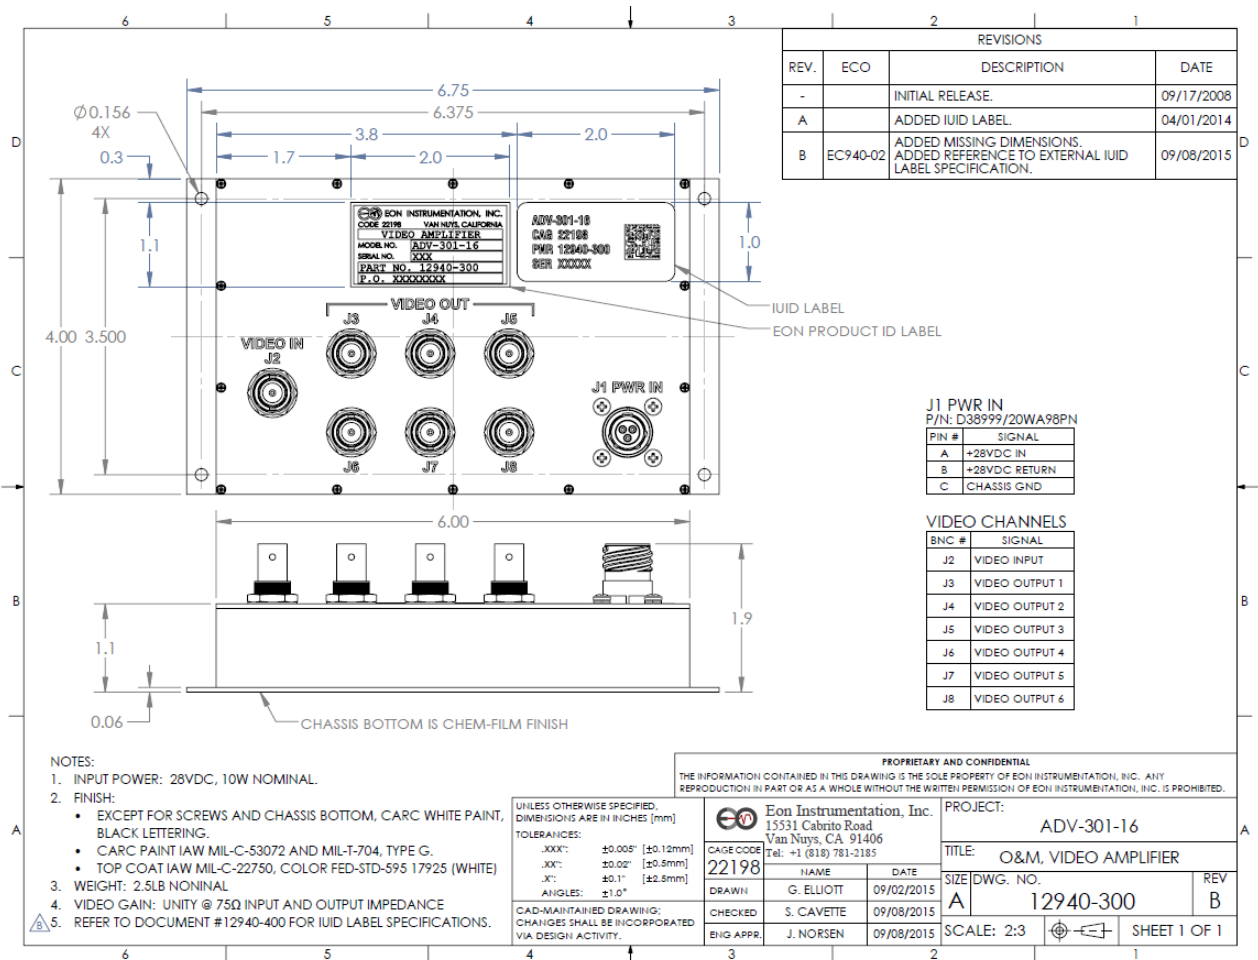 6 5 4 3 2 1
REVISIONS
REV. ECO DESCRIPTION DATE
- INITIAL RELEASE. 09/17/2008
A ADDED IUID LABEL. 04/01/2014
B EC940-02 ADDED MISSING DIMENSIONS.
ADDED REFERENCE TO EXTERNAL IUID
LABEL SPECIFICATION. 09/08/2015
D D
C C
B B
A A
6.75
6.375
Ø0.156
4X
3.8 2.0
0.3 1.7 2.0
1.1
1.0
4.00 3.500
EON INSTRUMENTATION, INC.
CODE 22198 VAN NUYS, CALIFORNIA
VIDEO AMPLIFIER
MODEL NO. ADV-301-16
SERIAL NO. XXX
PART NO. 12940-300
P.O. XXXXXXXX
ADV-301-16
CAG 22198
PNR 12940-300
SER XXXXX
IUID LABEL
EON PRODUCT ID LABEL
VIDEO OUT
J3 J4 J5
VIDEO IN
J2
J1 PWR IN
J6 J7 J8
J1 PWR IN
P/N: D38999/20WA98PN
PIN # SIGNAL
A +28VDC IN
B +28VDC RETURN
C CHASSIS GND
6.00
VIDEO CHANNELS
BNC # SIGNAL
J2 VIDEO INPUT
J3 VIDEO OUTPUT 1
J4 VIDEO OUTPUT 2
J5 VIDEO OUTPUT 3
J6 VIDEO OUTPUT 4
J7 VIDEO OUTPUT 5
J8 VIDEO OUTPUT 6
1.1
1.9
0.06
CHASSIS BOTTOM IS CHEM-FILM FINISH
NOTES:
1. INPUT POWER: 28VDC, 10W NOMINAL.
2. FINISH:
• EXCEPT FOR SCREWS AND CHASSIS BOTTOM, CARC WHITE PAINT,
BLACK LETTERING.
• CARC PAINT IAW MIL-C-53072 AND MIL-T-704, TYPE G.
• TOP COAT IAW MIL-C-22750, COLOR FED-STD-595 17925 (WHITE)
3. WEIGHT: 2.5LB NONINAL
4. VIDEO GAIN: UNITY @ 75Ω INPUT AND OUTPUT IMPEDANCE
B 5. REFER TO DOCUMENT #12940-400 FOR IUID LABEL SPECIFICATIONS.
PROPRIETARY AND CONFIDENTIAL
THE INFORMATION CONTAINED IN THIS DRAWING IS THE SOLE PROPERTY OF EON INSTRUMENTATION, INC. ANY
REPRODUCTION IN PART OR AS A WHOLE WITHOUT THE WRITTEN PERMISSION OF EON INSTRUMENTATION, INC. IS PROHIBITED.
UNLESS OTHERWISE SPECIFIED,
DIMENSIONS ARE IN INCHES [mm]
TOLERANCES:
.XXX": ±0.005" [±0.12mm]
.XX": ±0.02" [±0.5mm]
.X": ±0.1" [±2.5mm]
ANGLES: ±1.0°
CAD-MAINTAINED DRAWING;
CHANGES SHALL BE INCORPORATED
VIA DESIGN ACTIVITY.
Eon Instrumentation, Inc.
15531 Cabrito Road
Van Nuys, CA 91406
Tel: +1 (818) 781-2185
CAGE CODE
22198
NAME DATE
DRAWN G. ELLIOTT 09/02/2015
CHECKED S. CAVETTE 09/08/2015
ENG APPR. J. NORSEN 09/08/2015
PROJECT:
ADV-301-16
TITLE: O&M, VIDEO AMPLIFIER
SIZE DWG. NO. REV
A 12940-300 B
SCALE: 2:3 SHEET 1 OF 1
6 5 4 3 2 1